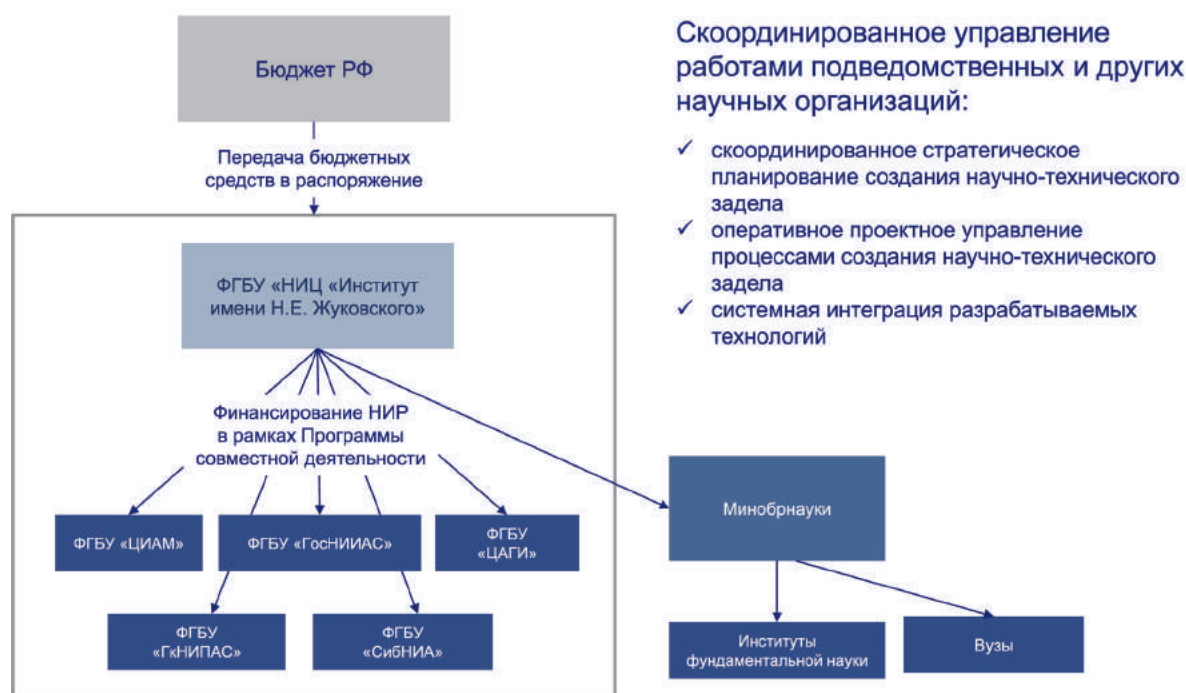 Бюджет РФ
Передача бюджетных
средств в распоряжение
ФГБУ «НИЦ «Институт
имени Н.Е. Жуковского»
Финансирование НИР
в рамках Программы
совместной деятельности
ФГБУ «ЦИАМ»
ФГБУ «ГосНИИАС»
ФГБУ
«ЦАГИ»
ФГБУ
«ГкНИПАС»
ФГБУ
«СибНИА»
Скоординированное управление
работами подведомственных и других
научных организаций:
✓ скоординированное стратегическое
планирование создания научно-технического
задела
✓ оперативное проектное управление
процессами создания научно-технического
задела
✓ системная интеграция разрабатываемых
технологий
Минобрнауки
Институты
фундаментальной науки
Вузы